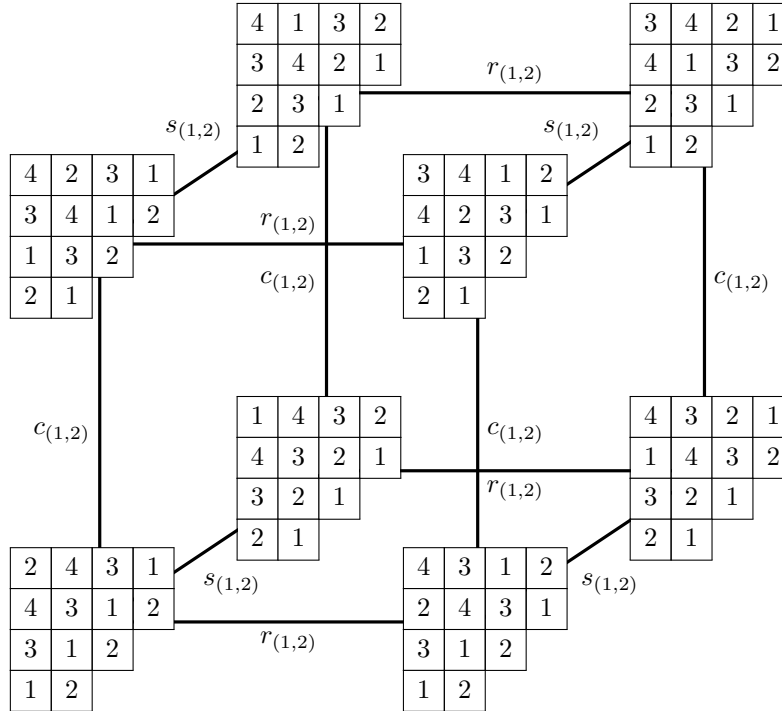 4 1 3 2
3 4 2 1
2 3 1
1 2
r(1,2)
3 4 2 1
4 1 3 2
2 3 1
1 2
s(1,2)
s(1,2)
4 2 3 1
3 4 1 2
1 3 2
2 1
r(1,2)
3 4 1 2
4 2 3 1
1 3 2
2 1
c(1,2)
c(1,2)
c(1,2)
c(1,2)
1 4 3 2
4 3 2 1
3 2 1
2 1
r(1,2)
4 3 2 1
1 4 3 2
3 2 1
2 1
s(1,2)
s(1,2)
2 4 3 1
4 3 1 2
3 1 2
1 2
r(1,2)
4 3 1 2
2 4 3 1
3 1 2
1 2